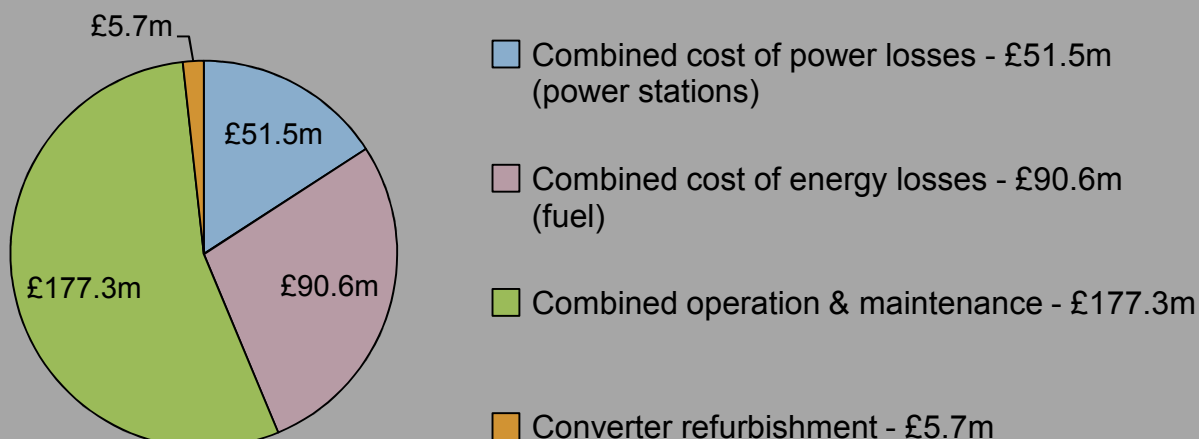 £5.7m
£51.5m
£90.6m
£177.3m
Combined cost of power losses - £51.5m
(power stations)
Combined cost of energy losses - £90.6m
(fuel)
Combined operation & maintenance - £177.3m
Converter refurbishment - £5.7m